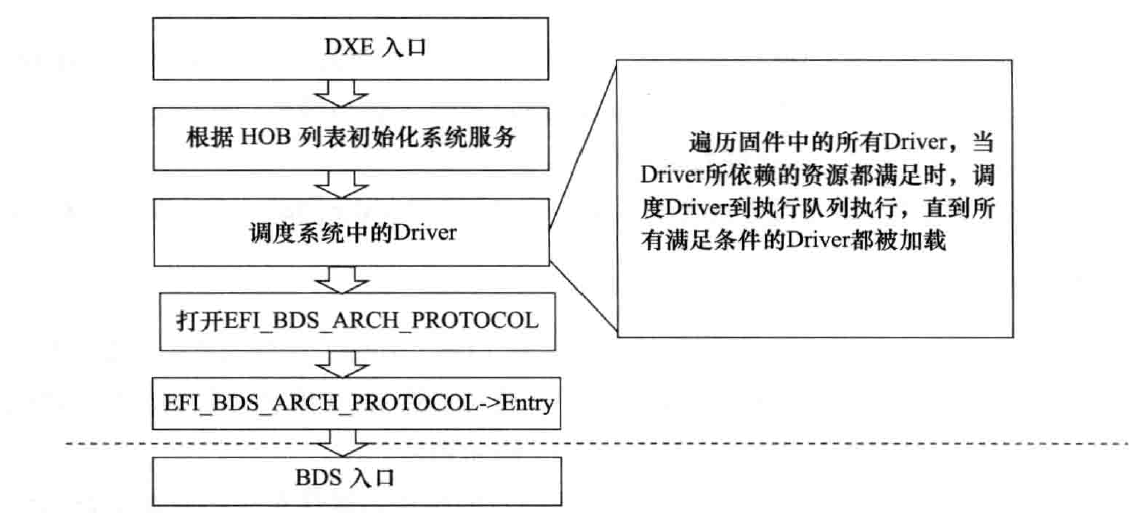 DXE 入口
根据 HOB 列表初始化系统服务
调度系统中的Driver
遍历固件中的所有Driver，当
Driver所依赖的资源都满足时，调
度Driver到执行队列执行，直到所
有满足条件的Driver都被加载
打开EFI_BDS_ARCH_PROTOCOL
EFI_BDS_ARCH_PROTOCOL->Entry
BDS 入口